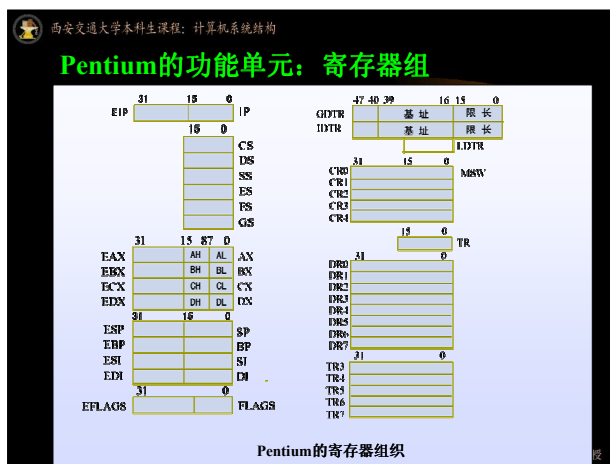 西安交通大学本科生课程：计算机系统结构
Pentium的功能单元：寄存器组
31 15 0
EIP IP
15 0
CS
DS
SS
ES
FS
GS
31 15 87 0
EAX AH AL AX
EBX BH BL BX
ECX CH CL CX
EDX DH DL DX
31 15 0
ESP SP
EBP BP
ESI SI
EDI DI
31 0
EFLAGS FLAGS
47 40 39 16 15 0
GDTR 基址 限长
IDTR 基址 限长
LDTR
31 15 0
CR0 MSW
CR1
CR2
CR3
CR4
15 0
TR
31 0
DR0
DR1
DR2
DR3
DR4
DR5
DR6
DR7
31 0
TR3
TR4
TR5
TR6
TR7
Pentium的寄存器组织
授